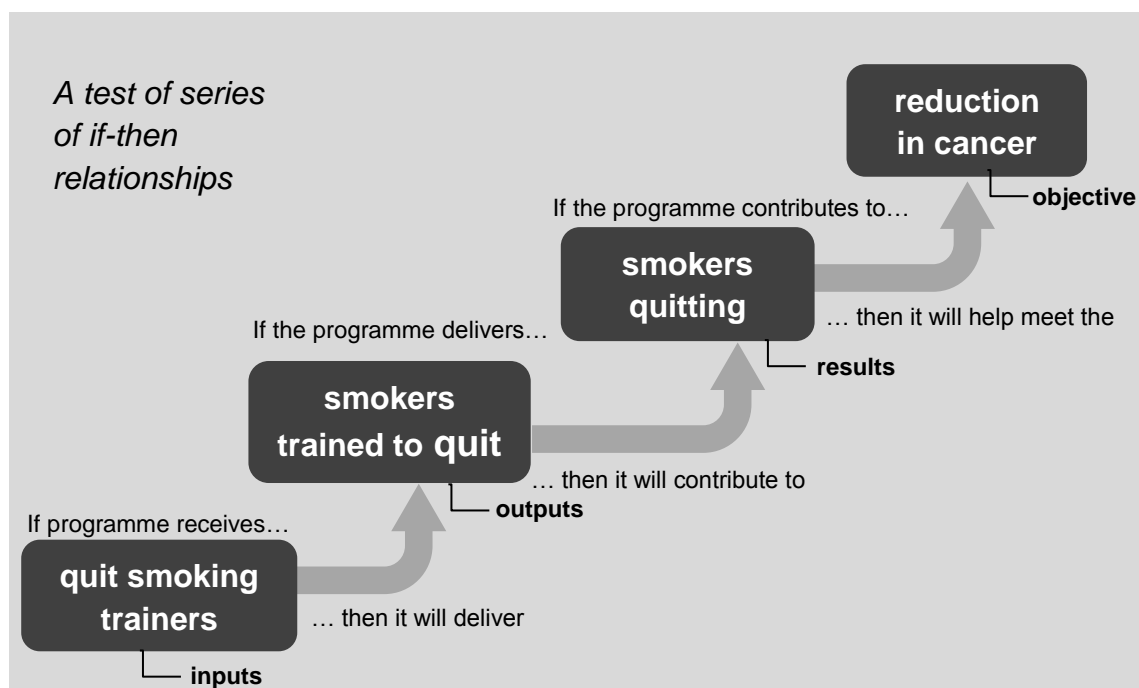 A test of series
of if-then
relationships
reduction
in cancer
objective
If the programme contributes to…
smokers
quitting
… then it will help meet the
results
If the programme delivers…
smokers
trained to quit
… then it will contribute to
outputs
If programme receives…
quit smoking
trainers
… then it will deliver
inputs